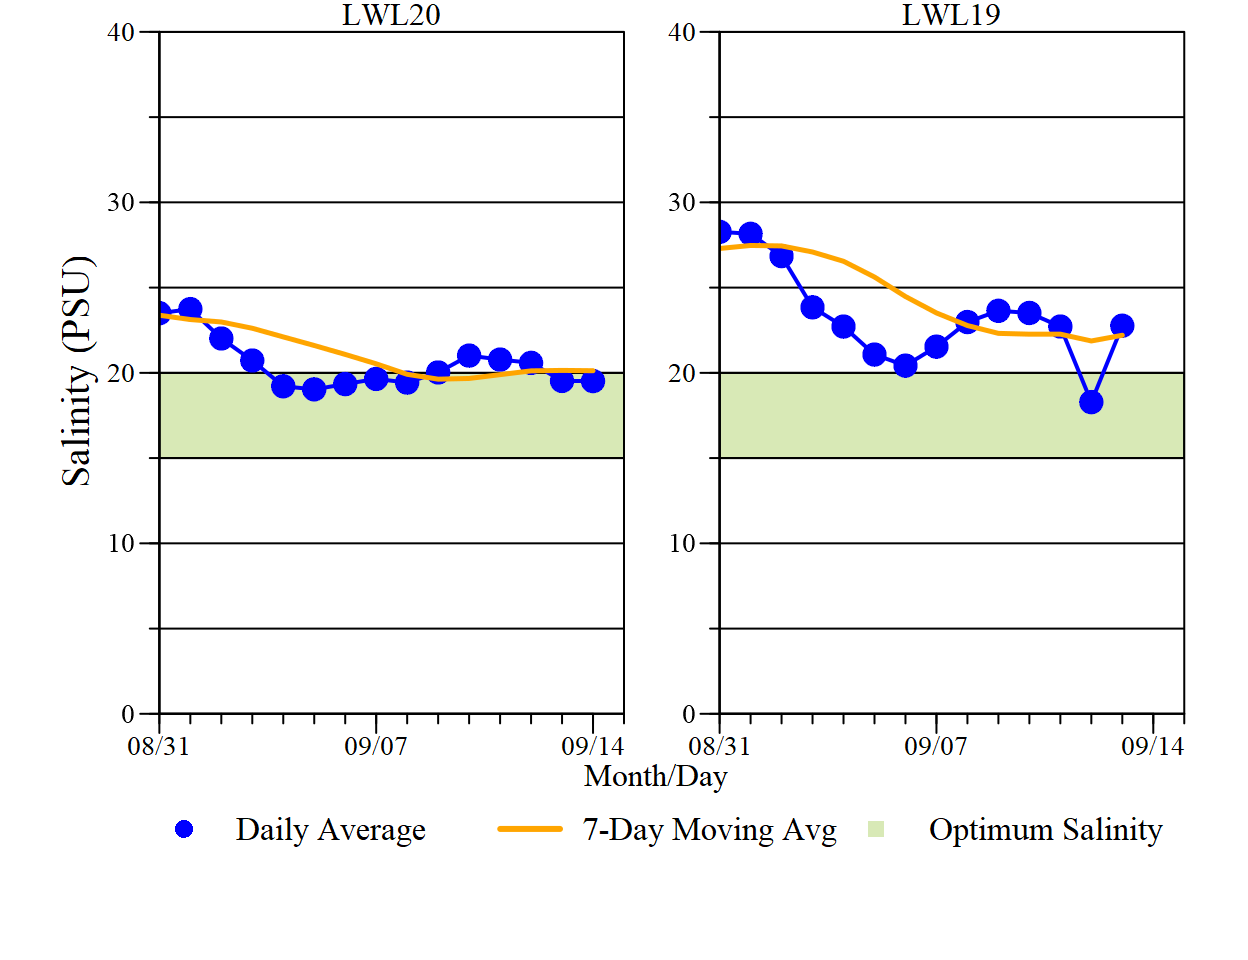 LWL20
LWL19
40
30
20
10
0
40
30
20
10
0
Salinity (PSU)
08/31
09/07
09/14
08/31
09/07
09/14
Month/Day
Daily Average
7-Day Moving Avg
Optimum Salinity